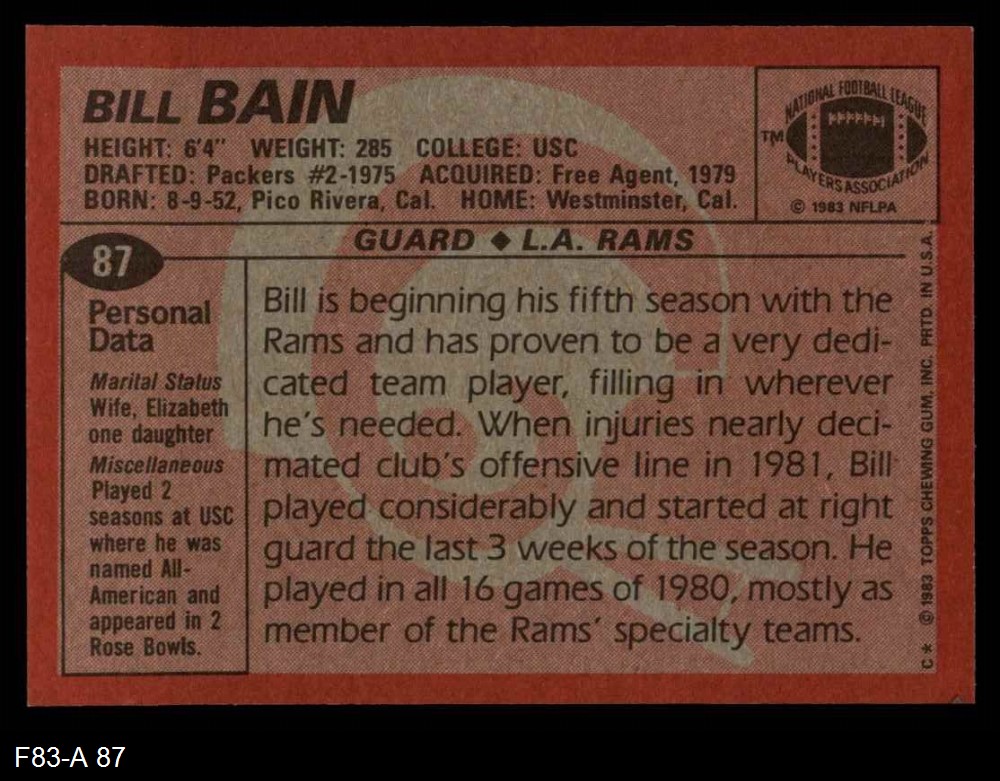 BILL BAIN
HEIGHT: 6'4" WEIGHT: 285 COLLEGE: USC
DRAFTED: Packers #2-1975 ACQUIRED: Free Agent, 1979
BORN: 8-9-52, Pico Rivera, Cal. HOME: Westminster, Cal.
NATIONAL FOOTBALL LEAGUE
TM
PLAYERS ASSOCIATION
© 1983 NFLPA
GUARD ♦ L.A. RAMS
87
Personal
Data
Marital Status
Wife, Elizabeth
one daughter
Miscellaneous
Played 2
seasons at USC
where he was
named All-
American and
appeared in 2
Rose Bowls.
Bill is beginning his fifth season with the
Rams and has proven to be a very dedi-
cated team player, filling in wherever
he's needed. When injuries nearly deci-
mated club's offensive line in 1981, Bill
played considerably and started at right
guard the last 3 weeks of the season. He
played in all 16 games of 1980, mostly as
member of the Rams' specialty teams.
C* © 1983 TOPPS CHEWING GUM, INC. PRTD. IN U.S.A.
F83-A 87